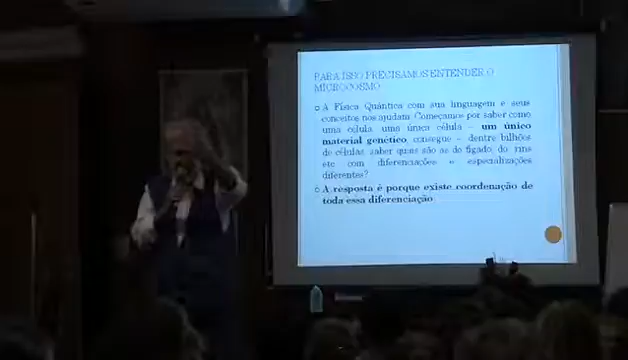 PARA ISSO PRECISAMOS ENTENDER O
MICROCOSMO
A Física Quântica com sua linguagem e seus
conceitos nos ajudam. Começamos por saber como
uma célula, uma única célula – um único
material genético, consegue – dentre bilhões
de células, saber quais são as do fígado, do rins
etc com diferenciações e especializações
diferentes?
A resposta é porque existe coordenação de
toda essa diferenciação